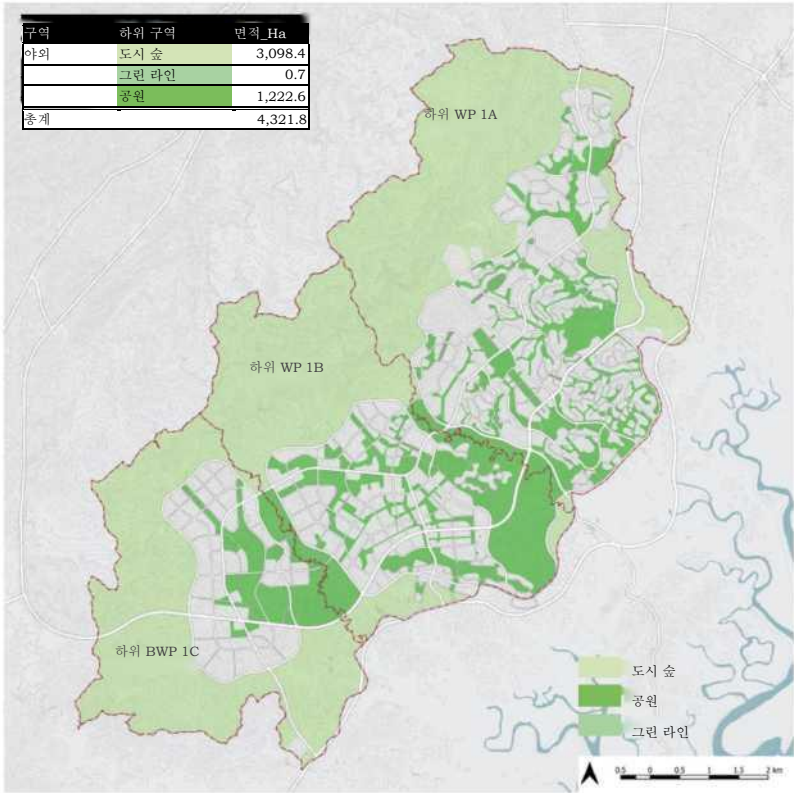 구역 하위 구역 면적_Ha
야외 도시 숲 3,098.4
그린 라인 0.7
공원 1,222.6
총계 4,321.8
하위 WP 1A
하위 WP 1B
하위 BWP 1C
도시 숲
공원
그린 라인
0.5 0 0.5 1 1.5 2 km